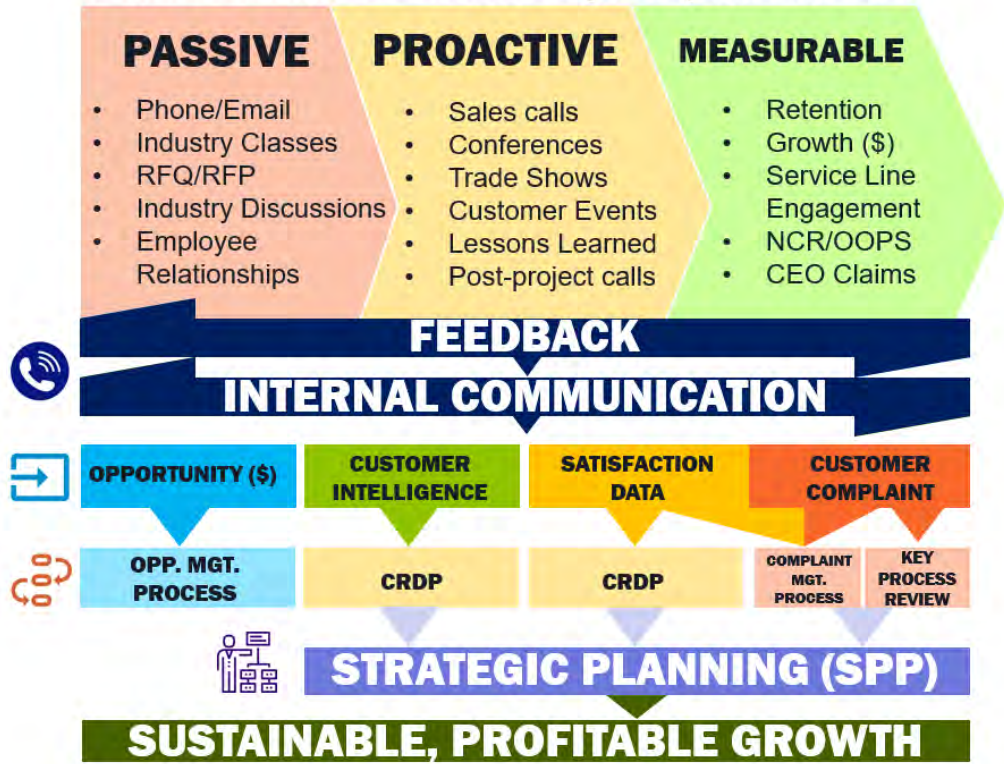 PASSIVE
• Phone/Email
• Industry Classes
• RFQ/RFP
• Industry Discussions
• Employee
Relationships
PROACTIVE
• Sales calls
• Conferences
• Trade Shows
• Customer Events
• Lessons Learned
• Post-project calls
MEASURABLE
• Retention
• Growth ($)
• Service Line
Engagement
• NCR/OOPS
• CEO Claims
FEEDBACK
INTERNAL COMMUNICATION
OPPORTUNITY ($)
CUSTOMER
INTELLIGENCE
SATISFACTION
DATA
CUSTOMER
COMPLAINT
OPP. MGT.
PROCESS
CRDP
CRDP
COMPLAINT
MGT.
PROCESS
KEY
PROCESS
REVIEW
STRATEGIC PLANNING (SPP)
SUSTAINABLE, PROFITABLE GROWTH